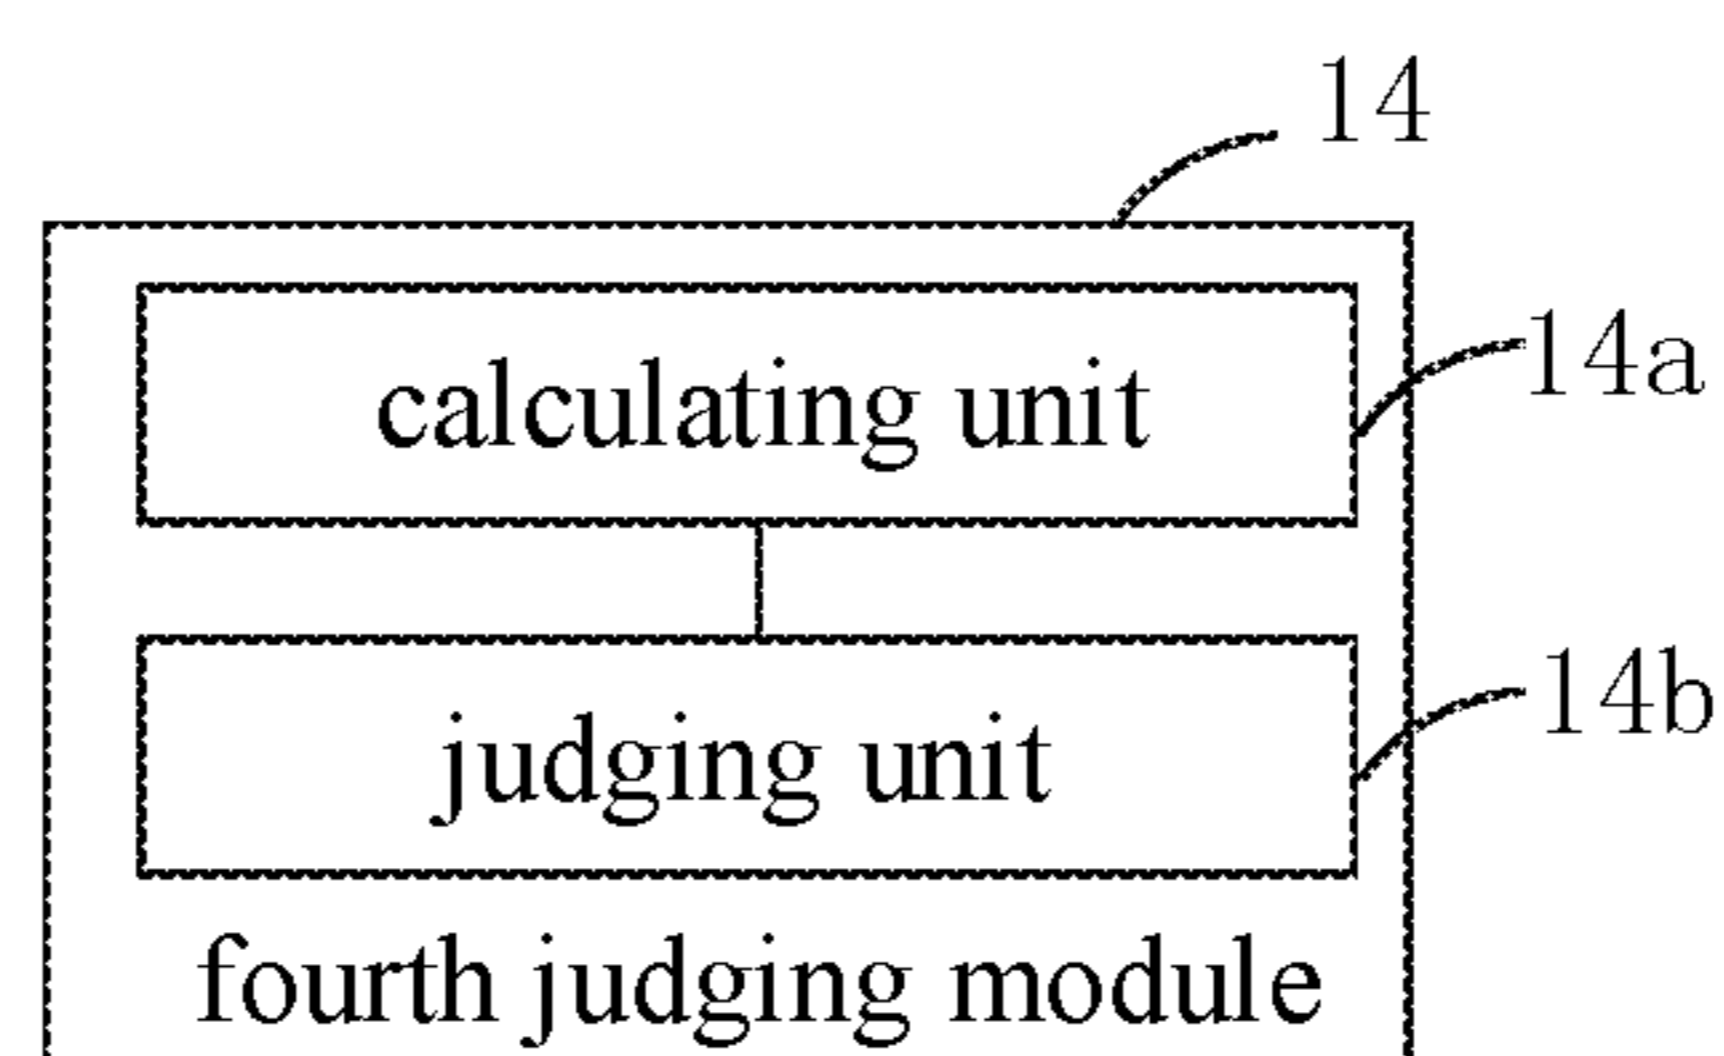 14
calculating unit
14a
judging unit
14b
fourth judging module